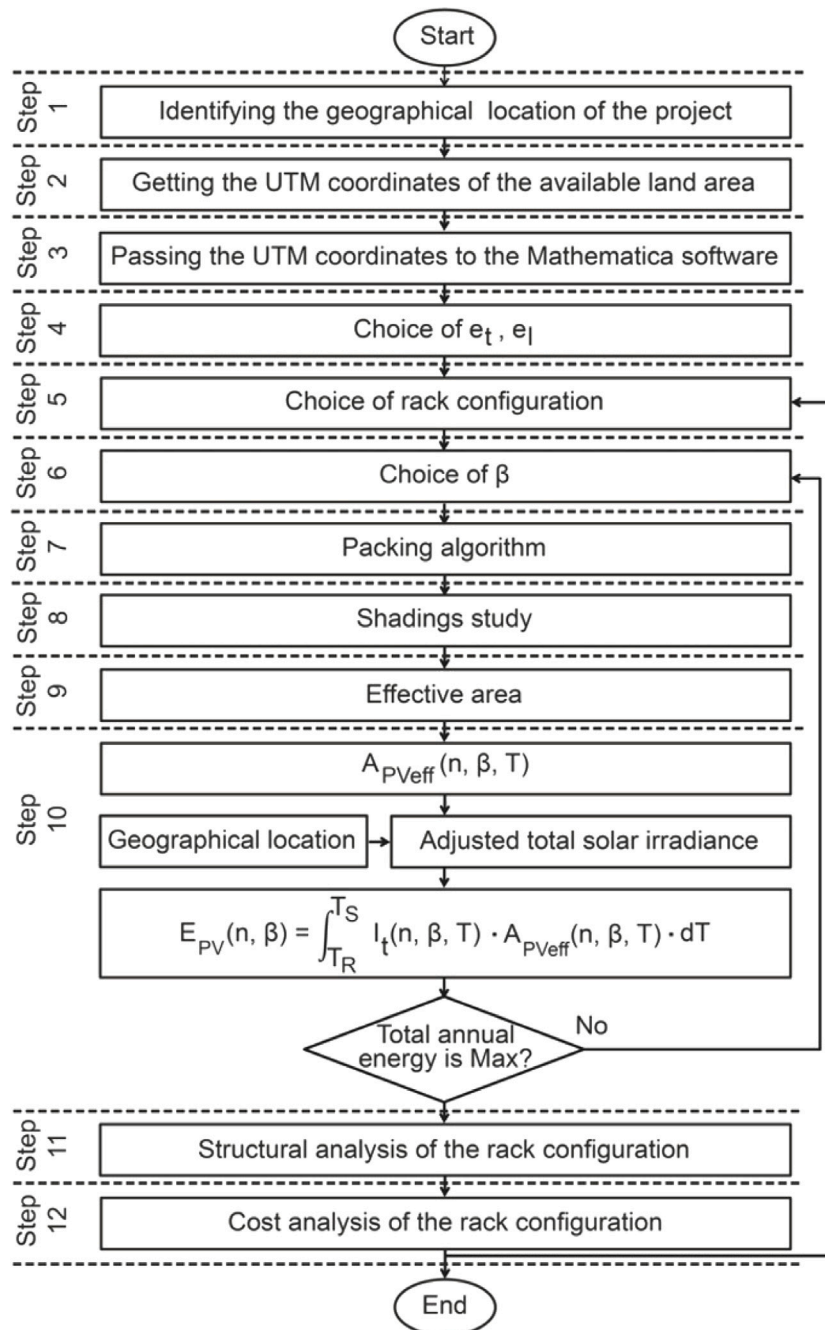 Start
Step 1
Identifying the geographical location of the project
Step 2
Getting the UTM coordinates of the available land area
Step 3
Passing the UTM coordinates to the Mathematica software
Step 4
Choice of e_t , e_l
Step 5
Choice of rack configuration
Step 6
Choice of β
Step 7
Packing algorithm
Step 8
Shadings study
Step 9
Effective area
Step 10
A_PVeff (n, β, T)
Geographical location
Adjusted total solar irradiance
E_PV (n, β) = ∫_{T_R}^{T_S} I_t(n, β, T) · A_PVeff(n, β, T) · dT
Total annual
energy is Max?
No
Step 11
Structural analysis of the rack configuration
Step 12
Cost analysis of the rack configuration
End